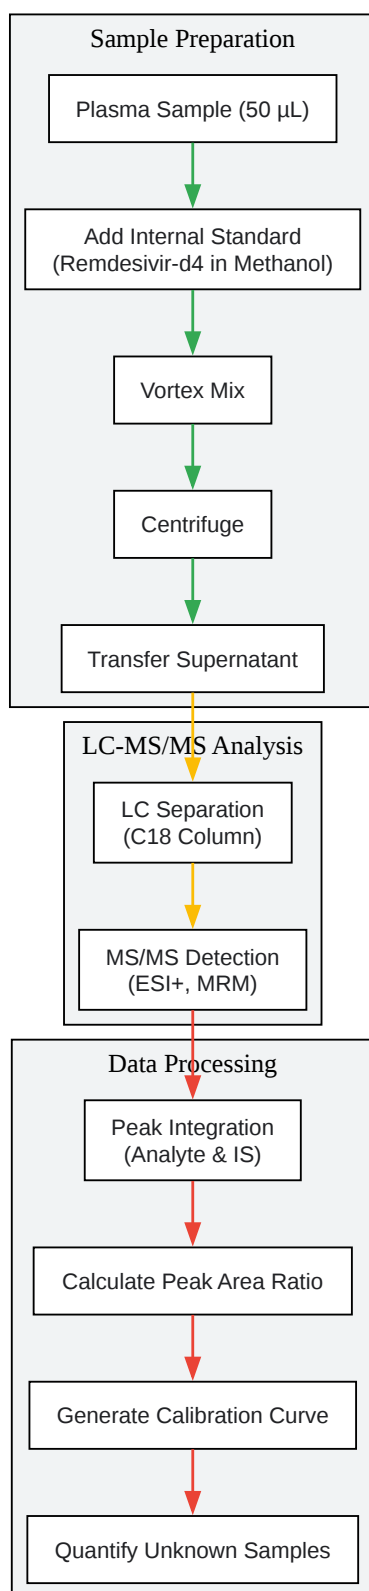 Sample Preparation
Plasma Sample (50 µL)
Add Internal Standard
(Remdesivir-d4 in Methanol)
Vortex Mix
Centrifuge
Transfer Supernatant
LC-MS/MS Analysis
LC Separation
(C18 Column)
MS/MS Detection
(ESI+, MRM)
Data Processing
Peak Integration
(Analyte & IS)
Calculate Peak Area Ratio
Generate Calibration Curve
Quantify Unknown Samples